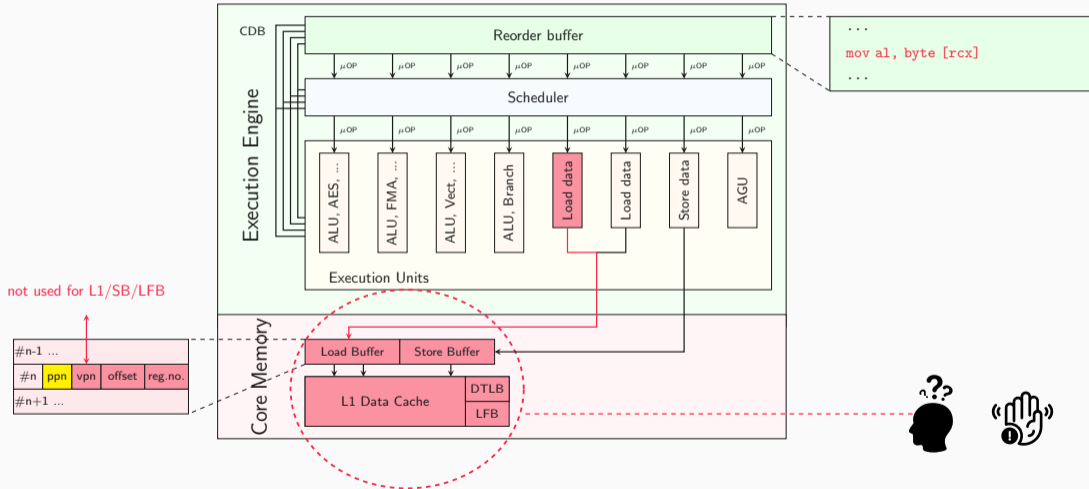 CDB
Reorder buffer
...
mov al, byte [rcx]
...
μOP μOP μOP μOP μOP μOP μOP μOP
Scheduler
μOP μOP μOP μOP μOP μOP μOP μOP
Execution Engine
ALU, AES, ...
ALU, FMA, ...
ALU, Vect, ...
ALU, Branch
Load data
Load data
Store data
AGU
Execution Units
not used for L1/SB/LFB
#n-1 ...
#n ppn vpn offset reg.no.
#n+1 ...
Core Memory
Load Buffer Store Buffer
L1 Data Cache
DTLB
LFB
???
!